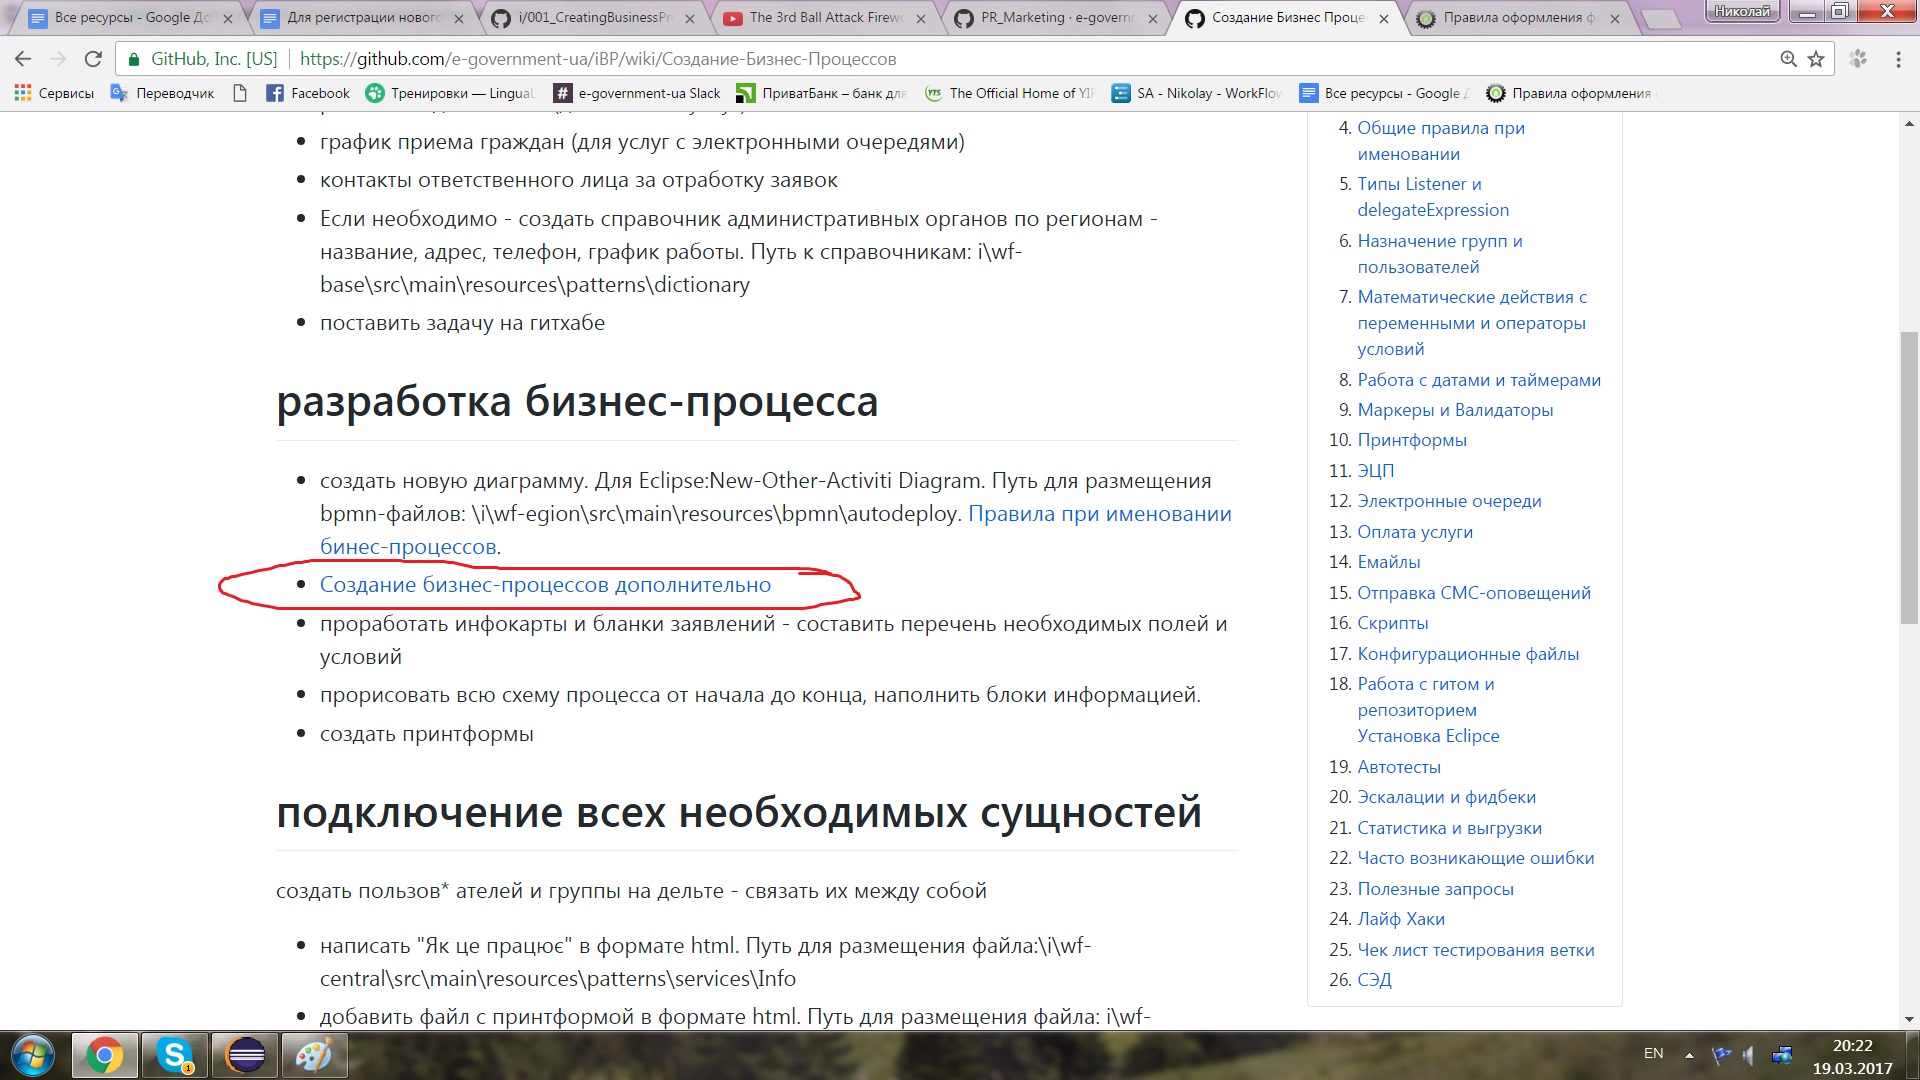 Все ресурсы - Google До
Для регистрации нового
i/001_CreatingBusinessPr
The 3rd Ball Attack Firew
PR_Marketing · e-governm
Создание Бизнес Проце
Правила оформления ф
Николай
GitHub, Inc. [US]
https://github.com/e-government-ua/iBP/wiki/Создание-Бизнес-Процессов
Сервисы
Переводчик
Facebook
Тренировки — Lingual
e-government-ua Slack
ПриватБанк – банк для
The Official Home of YI
SA - Nikolay - WorkFlow
Все ресурсы - Google Д
Правила оформления
график приема граждан (для услуг с электронными очередями)
контакты ответственного лица за отработку заявок
Если необходимо - создать справочник административных органов по регионам -
название, адрес, телефон, график работы. Путь к справочникам: i\wf-
base\src\main\resources\patterns\dictionary
поставить задачу на гитхабе
разработка бизнес-процесса
создать новую диаграмму. Для Eclipse:New-Other-Activiti Diagram. Путь для размещения
bpmn-файлов: \i\wf-egion\src\main\resources\bpmn\autodeploy. Правила при именовании
бинес-процессов.
Создание бизнес-процессов дополнительно
проработать инфокарты и бланки заявлений - составить перечень необходимых полей и
условий
прорисовать всю схему процесса от начала до конца, наполнить блоки информацией.
создать принтформы
подключение всех необходимых сущностей
создать пользов* ателей и группы на дельте - связать их между собой
написать "Як це працює" в формате html. Путь для размещения файла:\i\wf-
central\src\main\resources\patterns\services\Info
добавить файл с принтформой в формате html. Путь для размещения файла: i\wf-
4. Общие правила при
именовании
5. Типы Listener и
delegateExpression
6. Назначение групп и
пользователей
7. Математические действия с
переменными и операторы
условий
8. Работа с датами и таймерами
9. Маркеры и Валидаторы
10. Принтформы
11. ЭЦП
12. Электронные очереди
13. Оплата услуги
14. Емайлы
15. Отправка СМС-оповещений
16. Скрипты
17. Конфигурационные файлы
18. Работа с гитом и
репозиторием
Установка Eclipce
19. Автотесты
20. Эскалации и фидбеки
21. Статистика и выгрузки
22. Часто возникающие ошибки
23. Полезные запросы
24. Лайф Хаки
25. Чек лист тестирования ветки
26. СЭД
EN
20:22
19.03.2017